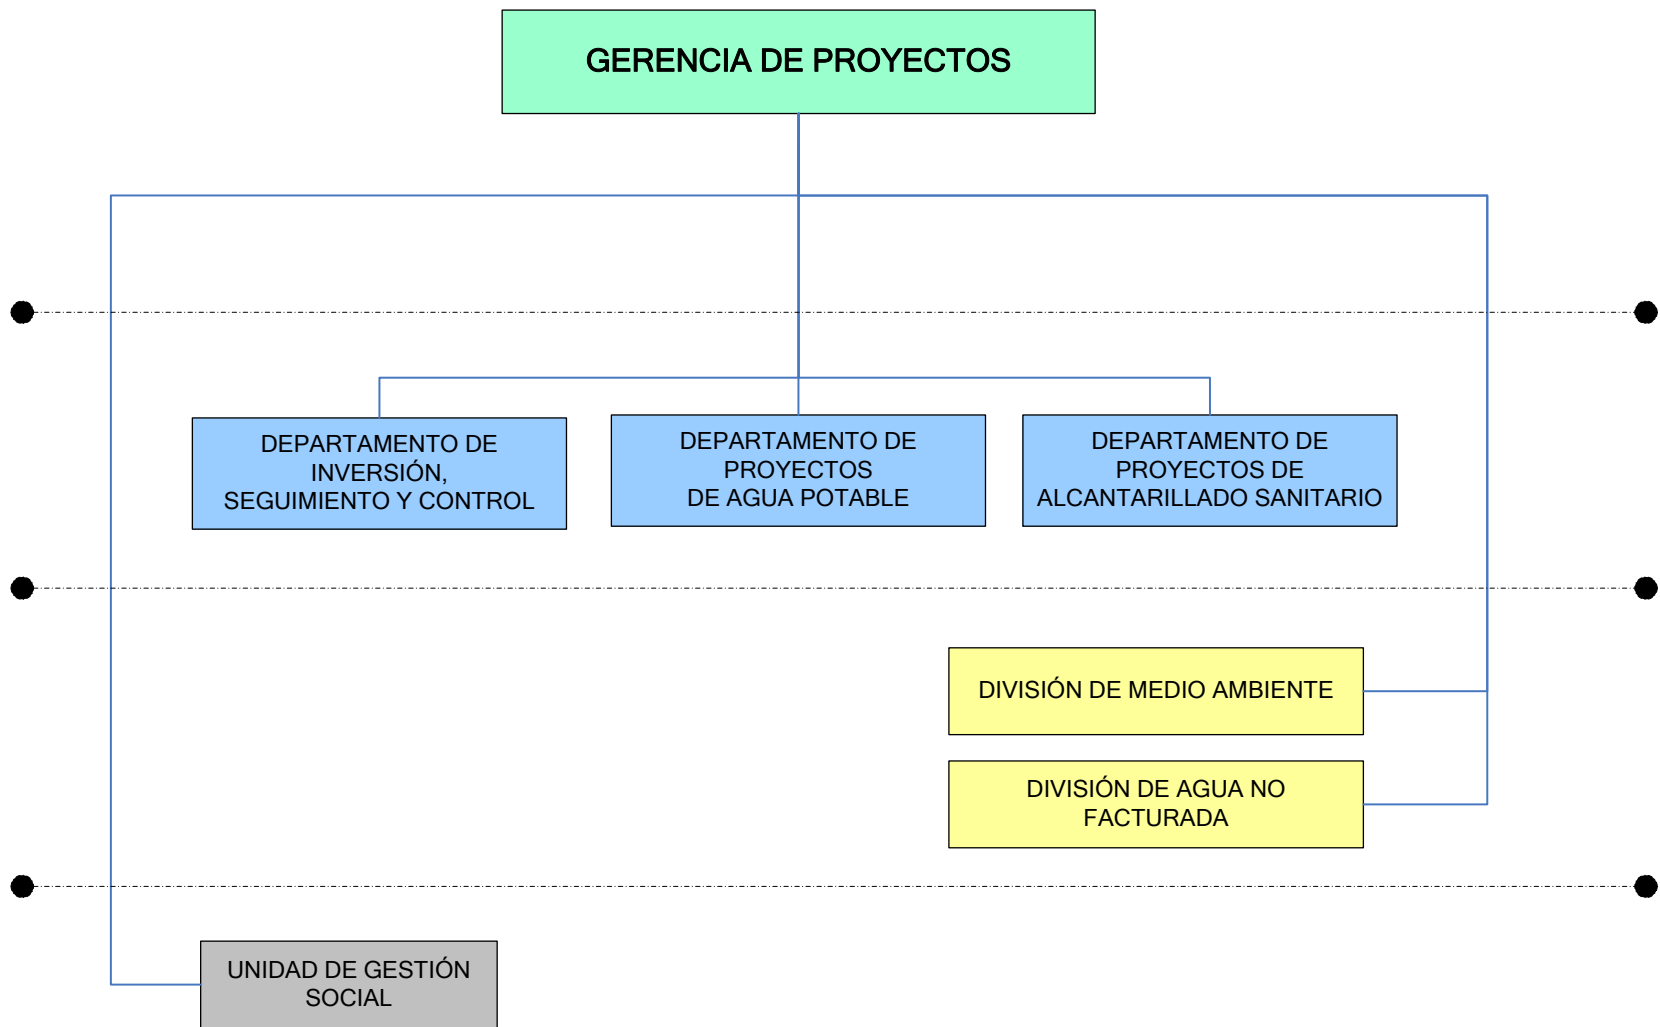 GERENCIA DE PROYECTOS
DEPARTAMENTO DE
INVERSIÓN,
SEGUIMIENTO Y CONTROL
DEPARTAMENTO DE
PROYECTOS
DE AGUA POTABLE
DEPARTAMENTO DE
PROYECTOS DE
ALCANTARILLADO SANITARIO
DIVISIÓN DE MEDIO AMBIENTE
DIVISIÓN DE AGUA NO
FACTURADA
UNIDAD DE GESTIÓN
SOCIAL